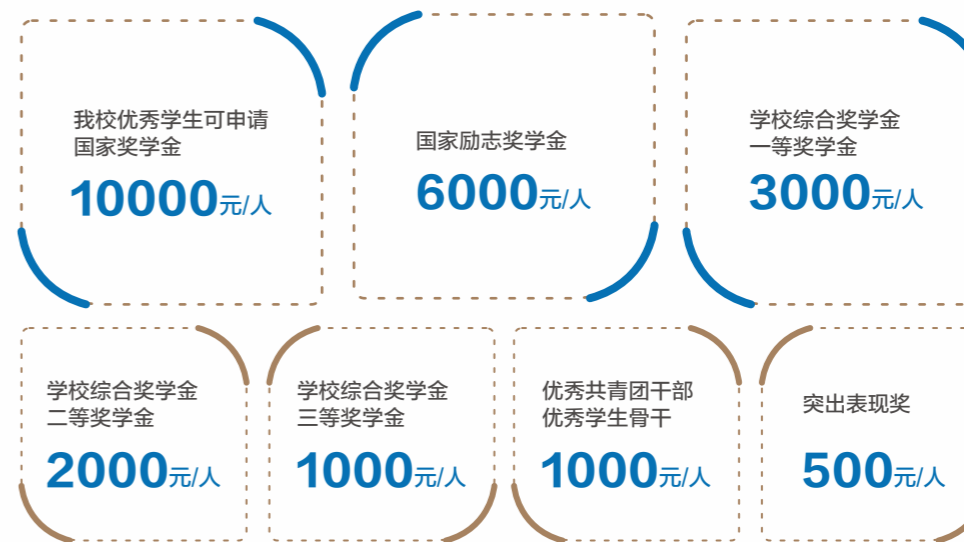 我校优秀学生可申请
国家奖学金
10000元/人
国家励志奖学金
6000元/人
学校综合奖学金
一等奖学金
3000元/人
学校综合奖学金
二等奖学金
2000元/人
学校综合奖学金
三等奖学金
1000元/人
优秀共青团干部
优秀学生骨干
1000元/人
突出表现奖
500元/人